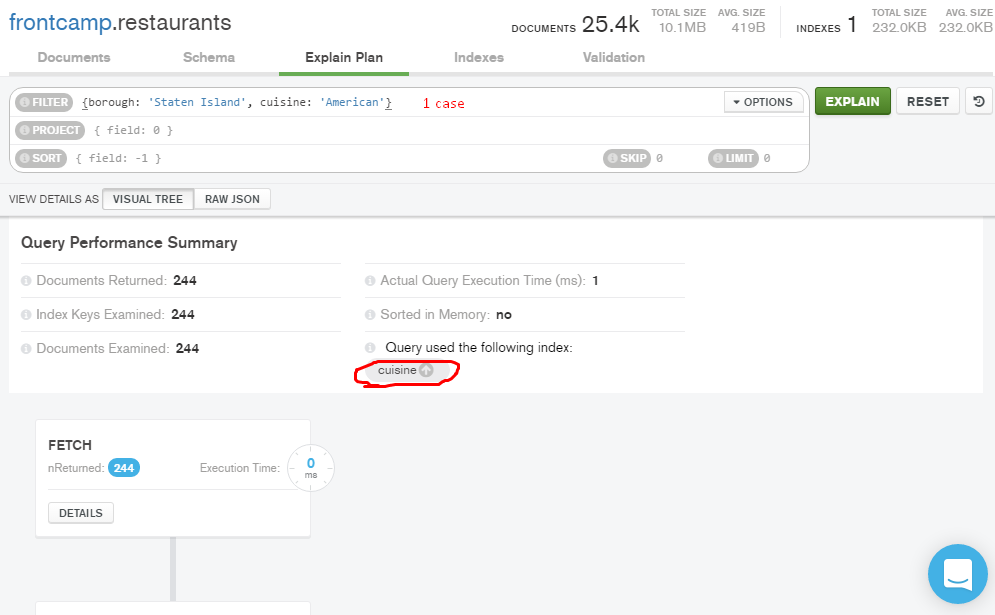 frontcamp.restaurants
DOCUMENTS 25.4k TOTAL SIZE 10.1MB AVG. SIZE 419B INDEXES 1 TOTAL SIZE 232.0KB AVG. SIZE 232.0KB
Documents Schema Explain Plan Indexes Validation
FILTER {borough: 'Staten Island', cuisine: 'American'} 1 case OPTIONS EXPLAIN RESET
PROJECT { field: 0 }
SORT { field: -1 } SKIP 0 LIMIT 0
VIEW DETAILS AS VISUAL TREE RAW JSON
Query Performance Summary
Documents Returned: 244
Index Keys Examined: 244
Documents Examined: 244
Actual Query Execution Time (ms): 1
Sorted in Memory: no
Query used the following index:
cuisine
FETCH
nReturned: 244 Execution Time: 0 ms
DETAILS